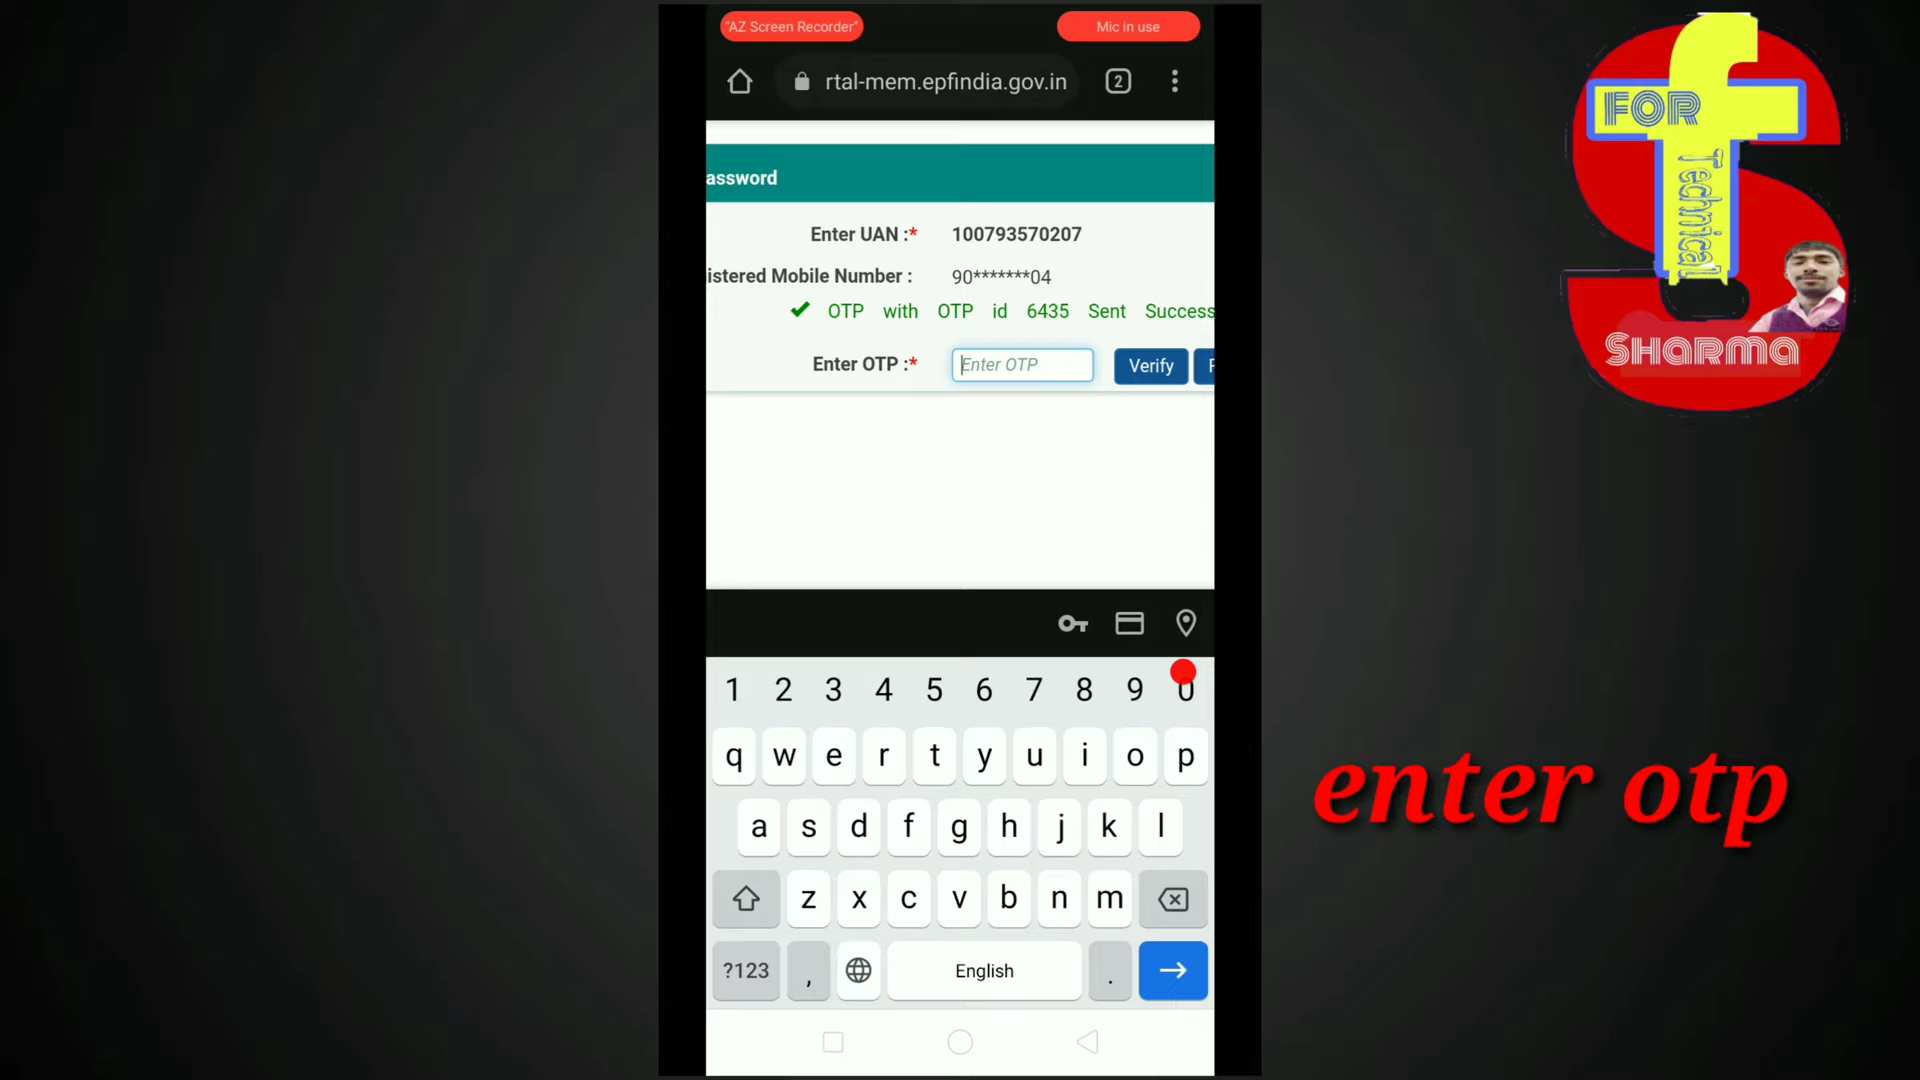 "AZ Screen Recorder"
Mic in use
rtal-mem.epfindia.gov.in
2
assword
Enter UAN :* 100793570207
istered Mobile Number : 90*******04
OTP with OTP id 6435 Sent Success
Enter OTP :* Enter OTP Verify
1 2 3 4 5 6 7 8 9 0
q w e r t y u i o p
a s d f g h j k l
z x c v b n m
?123 , English .
FOR
Technical
Sharma
enter otp